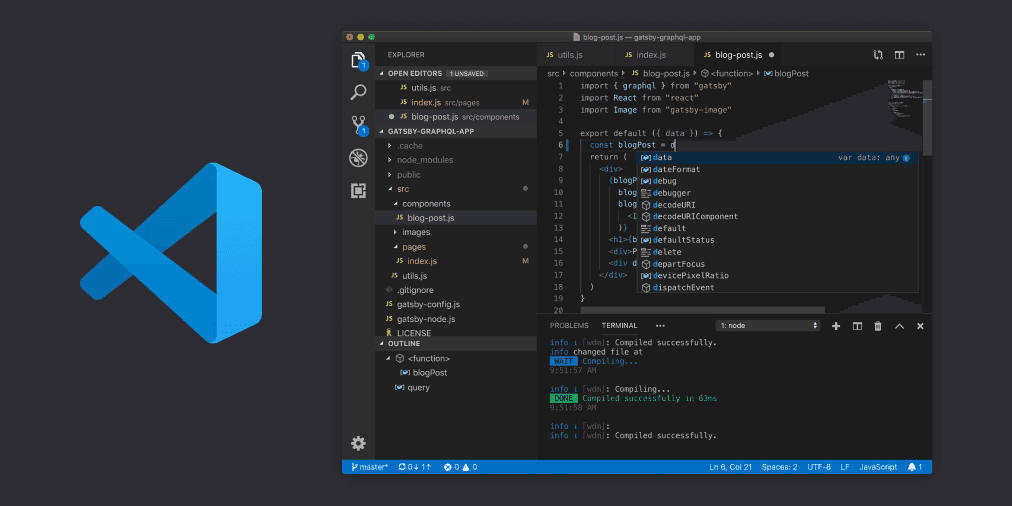 blog-post.js — gatsby-graphql-app
EXPLORER
OPEN EDITORS 1 UNSAVED
JS utils.js src
JS index.js src/pages M
JS blog-post.js src/components
GATSBY-GRAPHQL-APP
.cache
node_modules
public
src
components
JS blog-post.js
images
pages
JS index.js M
JS utils.js
.gitignore
JS gatsby-config.js
JS gatsby-node.js
LICENSE
OUTLINE
<function>
blogPost
query
1
1
JS utils.js JS index.js JS blog-post.js
src components JS blog-post.js <function> blogPost
1 import { graphql } from "gatsby"
2 import React from "react"
3 import Image from "gatsby-image"
4
5 export default ({ data }) => {
6 const blogPost = d
7 return (
8 <div>
9 {blogP
10 blog
11 blog
12 <I
13 )}
14 <h1>{b
15 <div>P
16 <div d
17 </div>
18 )
19 }
20
data var data: any
dateFormat
debug
debugger
decodeURI
decodeURIComponent
default
defaultStatus
delete
departFocus
devicePixelRatio
dispatchEvent
PROBLEMS TERMINAL ••• 1: node
info i [wdm]: Compiled successfully.
info changed file at
WAIT Compiling...
9:51:57 AM
info i [wdm]: Compiling...
DONE Compiled successfully in 63ms
9:51:58 AM
info i [wdm]:
info i [wdm]: Compiled successfully.
master* 0↓ 1↑ 0 0 Ln 6, Col 21 Spaces: 2 UTF-8 LF JavaScript 1